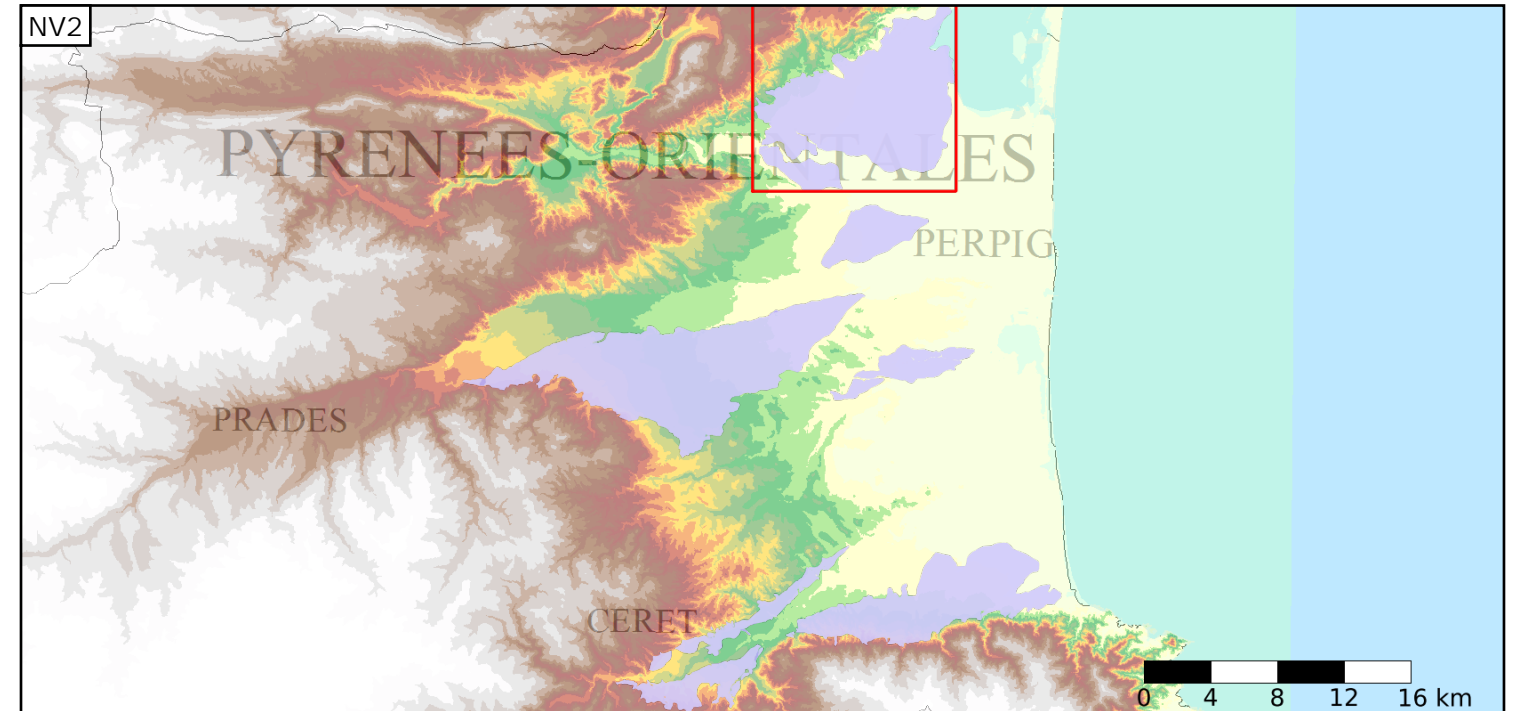 NV2
PYRENEES-ORIENTALES
PERPIG
PRADES
CERET
0 4 8 12 16 km